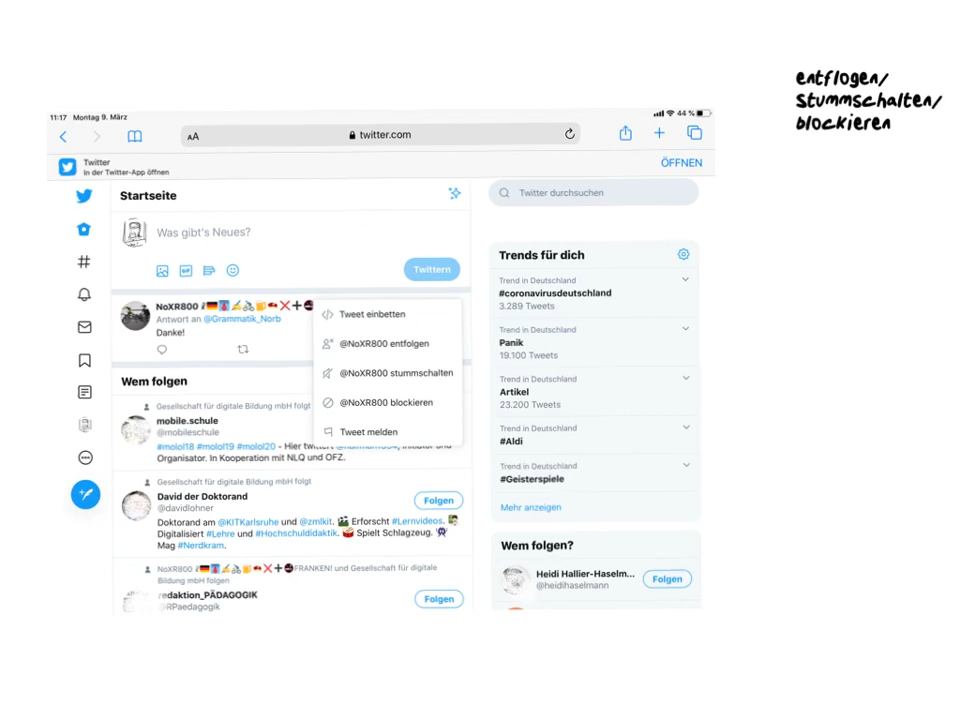 entflogen/
stummschalten/
blockieren
11:17 Montag 9. März
44 %
AA
twitter.com
Twitter
In der Twitter-App öffnen
ÖFFNEN
Startseite
Was gibt's Neues?
GIF
Twittern
NoXR800
Antwort an @Grammatik_Norb
Danke!
Tweet einbetten
@NoXR800 entfolgen
@NoXR800 stummschalten
@NoXR800 blockieren
Tweet melden
Wem folgen
Gesellschaft für digitale Bildung mbH folgt
mobile.schule
@mobileschule
#molol18 #molol19 #molol20 - Hier twittert
Organisator. In Kooperation mit NLQ und OFZ.
Gesellschaft für digitale Bildung mbH folgt
David der Doktorand
@davidlohner
Folgen
Doktorand am @KITKarlsruhe und @zmlkit. Erforscht #Lernvideos.
Digitalisiert #Lehre und #Hochschuldidaktik. Spielt Schlagzeug.
Mag #Nerdkram.
NoXR800 FRANKEN! und Gesellschaft für digitale
Bildung mbH folgen
redaktion_PÄDAGOGIK
@RPaedagogik
Folgen
Twitter durchsuchen
Trends für dich
Trend in Deutschland
#coronavirusdeutschland
3.289 Tweets
Trend in Deutschland
Panik
19.100 Tweets
Trend in Deutschland
Artikel
23.200 Tweets
Trend in Deutschland
#Aldi
Trend in Deutschland
#Geisterspiele
Mehr anzeigen
Wem folgen?
Heidi Hallier-Haselm...
@heidihaselmann
Folgen